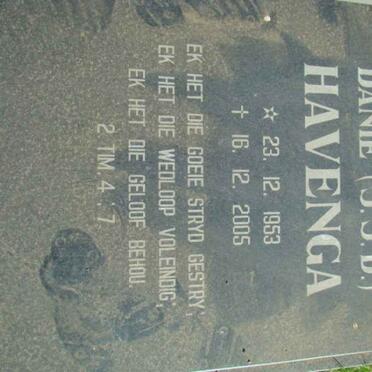 DANIE (J.J.D.)
HAVENGA
☆ 23. 12. 1953
✝ 16. 12. 2005
EK HET DIE GOEIE STRYD GESTRY;
EK HET DIE WEDLOOP VOLEINDIG;
EK HET DIE GELOOF BEHOU.
2 TIM. 4 : 7